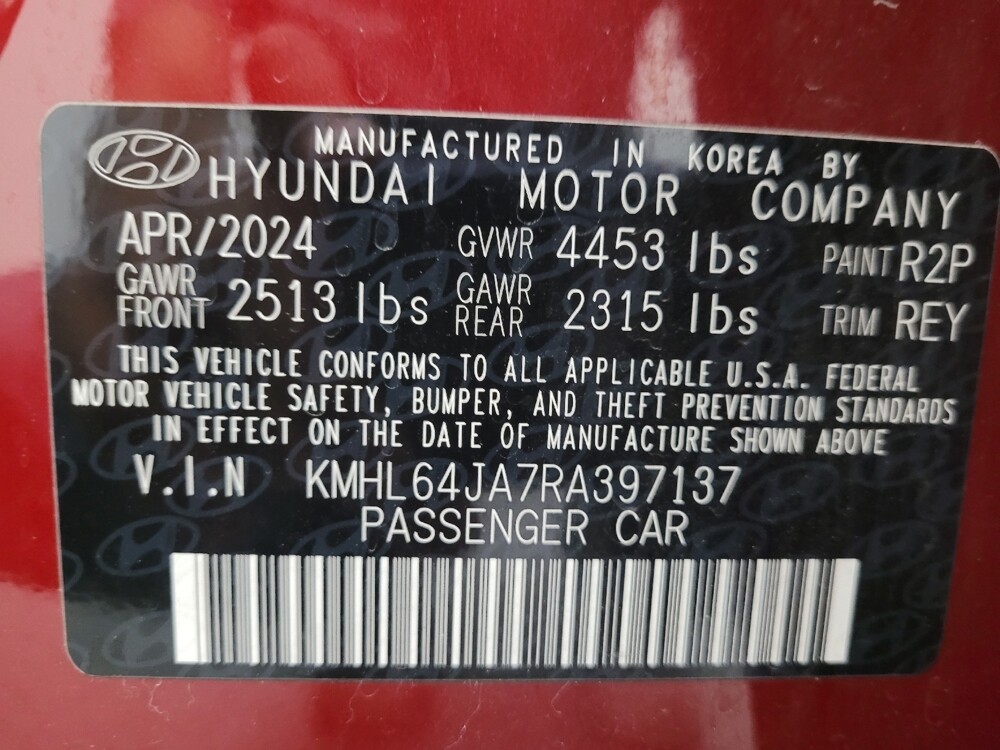 MANUFACTURED IN KOREA BY
HYUNDAI MOTOR COMPANY
APR/2024 GVWR 4453 lbs PAINT R2P
GAWR FRONT 2513 lbs GAWR REAR 2315 lbs TRIM REY
THIS VEHICLE CONFORMS TO ALL APPLICABLE U.S.A. FEDERAL
MOTOR VEHICLE SAFETY, BUMPER, AND THEFT PREVENTION STANDARDS
IN EFFECT ON THE DATE OF MANUFACTURE SHOWN ABOVE
V.I.N KMHL64JA7RA397137
PASSENGER CAR